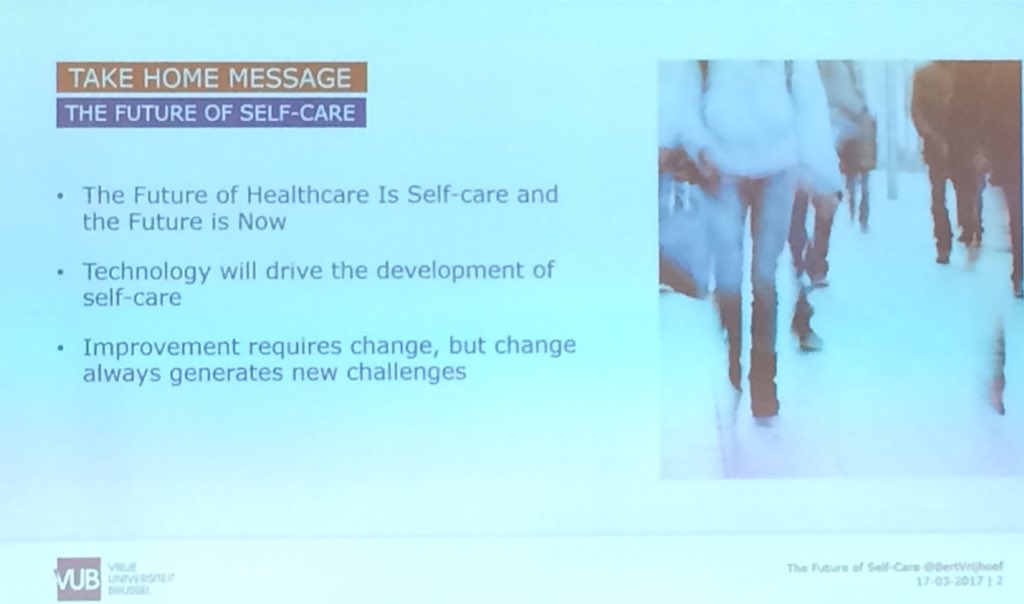 TAKE HOME MESSAGE
THE FUTURE OF SELF-CARE
• The Future of Healthcare Is Self-care and
the Future is Now
• Technology will drive the development of
self-care
• Improvement requires change, but change
always generates new challenges
VUB
VRIJE
UNIVERSITEIT
BRUSSEL
The Future of Self-Care @BertVrijhoef
17-03-2017 | 2